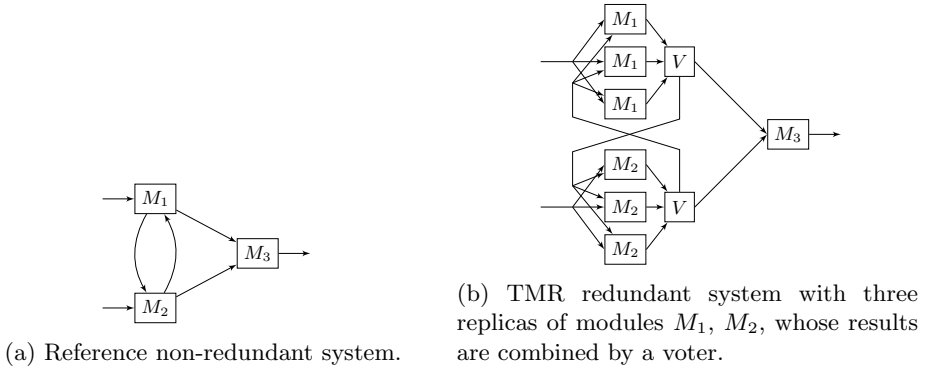 M₁
M₁
M₁
V
M₃
M₂
M₂
M₂
V
M₁
M₃
M₂
(a) Reference non-redundant system.
(b) TMR redundant system with three
replicas of modules M₁, M₂, whose results
are combined by a voter.